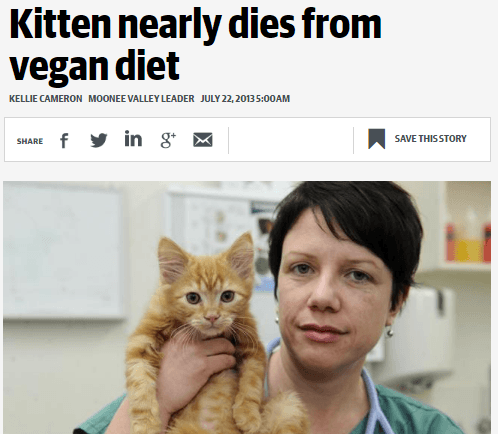 Kitten nearly dies from
vegan diet
KELLIE CAMERON MOONEE VALLEY LEADER JULY 22, 2013 5:00AM
SHARE f in g+ SAVE THIS STORY